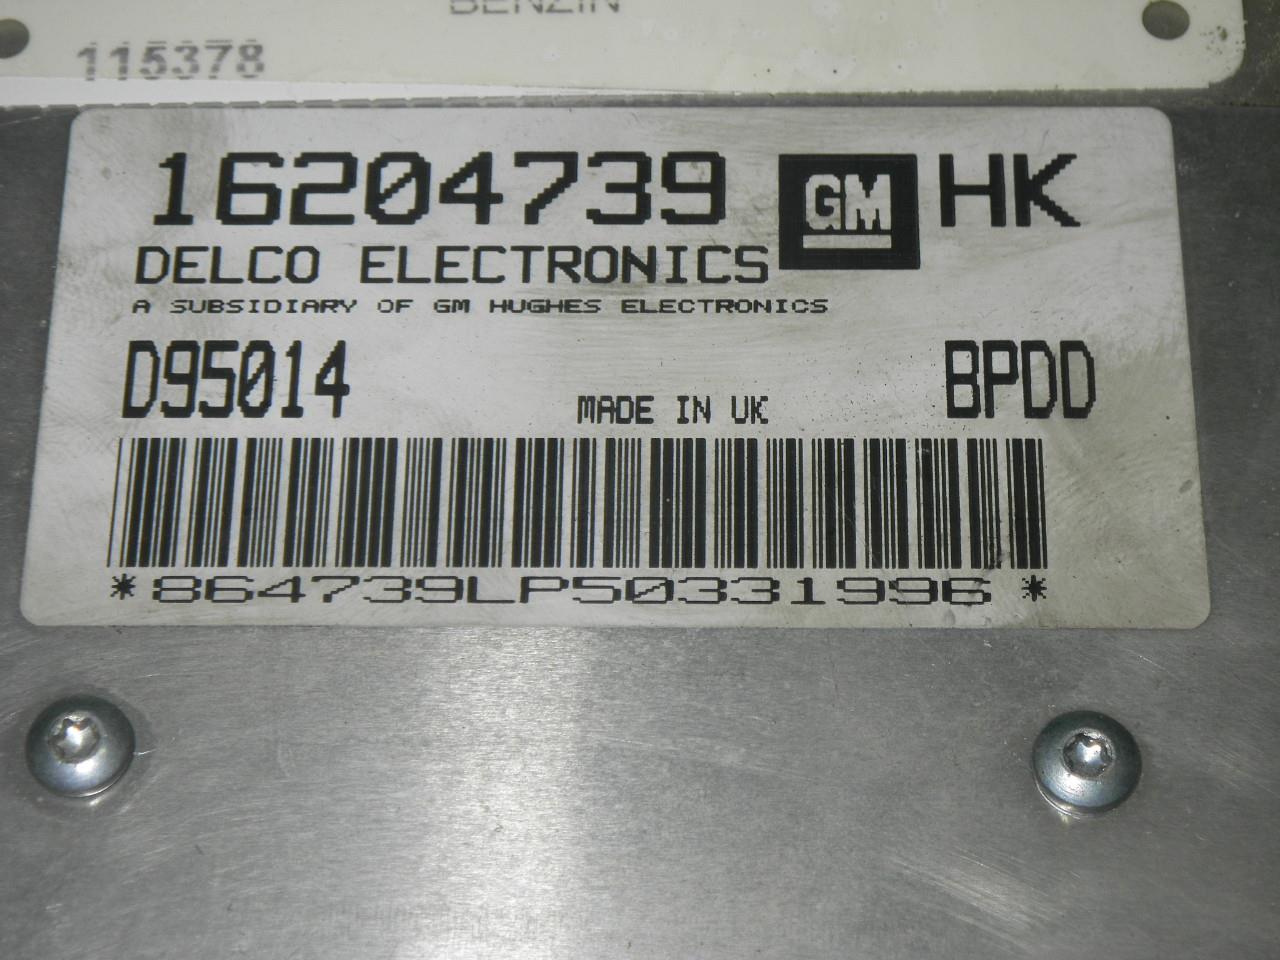 BENZIN
115378
16204739 GM HK
DELCO ELECTRONICS
A SUBSIDIARY OF GM HUGHES ELECTRONICS
D95014 MADE IN UK BPDD
*864739LP50331996*